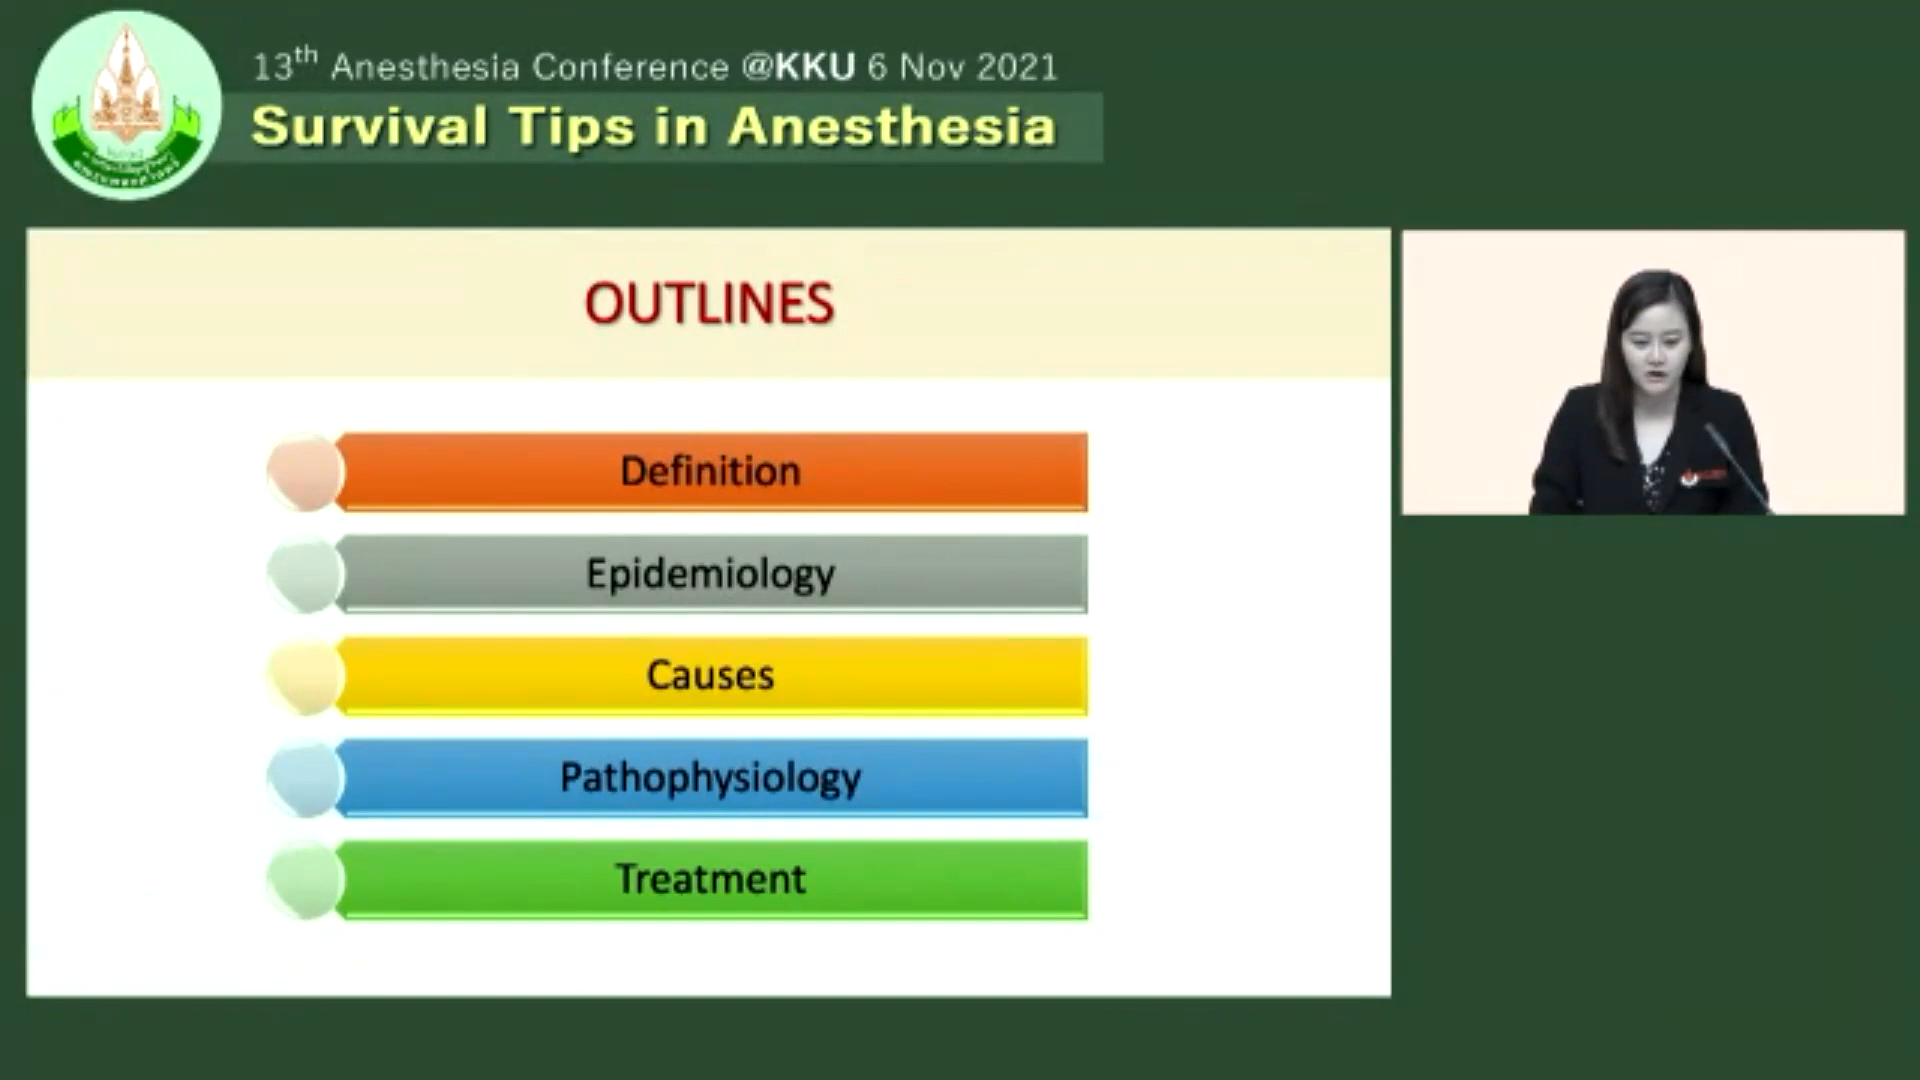 13th Anesthesia Conference @KKU 6 Nov 2021
Survival Tips in Anesthesia
OUTLINES
Definition
Epidemiology
Causes
Pathophysiology
Treatment